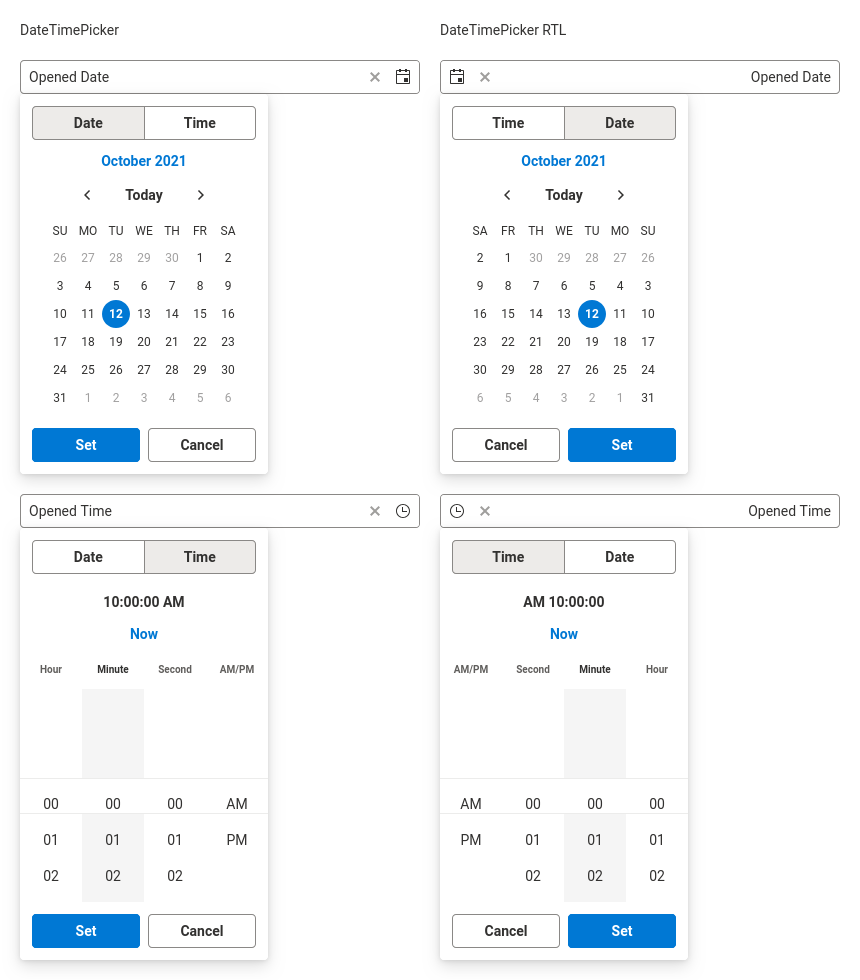 DateTimePicker
Opened Date
Date Time
October 2021
Today
SU MO TU WE TH FR SA
26 27 28 29 30 1 2
3 4 5 6 7 8 9
10 11 12 13 14 15 16
17 18 19 20 21 22 23
24 25 26 27 28 29 30
31 1 2 3 4 5 6
Set Cancel
Opened Time
Date Time
10:00:00 AM
Now
Hour Minute Second AM/PM
00 00 00 AM
01 01 01 PM
02 02 02
Set Cancel
DateTimePicker RTL
Opened Date
Time Date
October 2021
Today
SA FR TH WE TU MO SU
2 1 30 29 28 27 26
9 8 7 6 5 4 3
16 15 14 13 12 11 10
23 22 21 20 19 18 17
30 29 28 27 26 25 24
6 5 4 3 2 1 31
Cancel Set
Opened Time
Time Date
AM 10:00:00
Now
AM/PM Second Minute Hour
AM 00 00 00
PM 01 01 01
02 02 02
Cancel Set